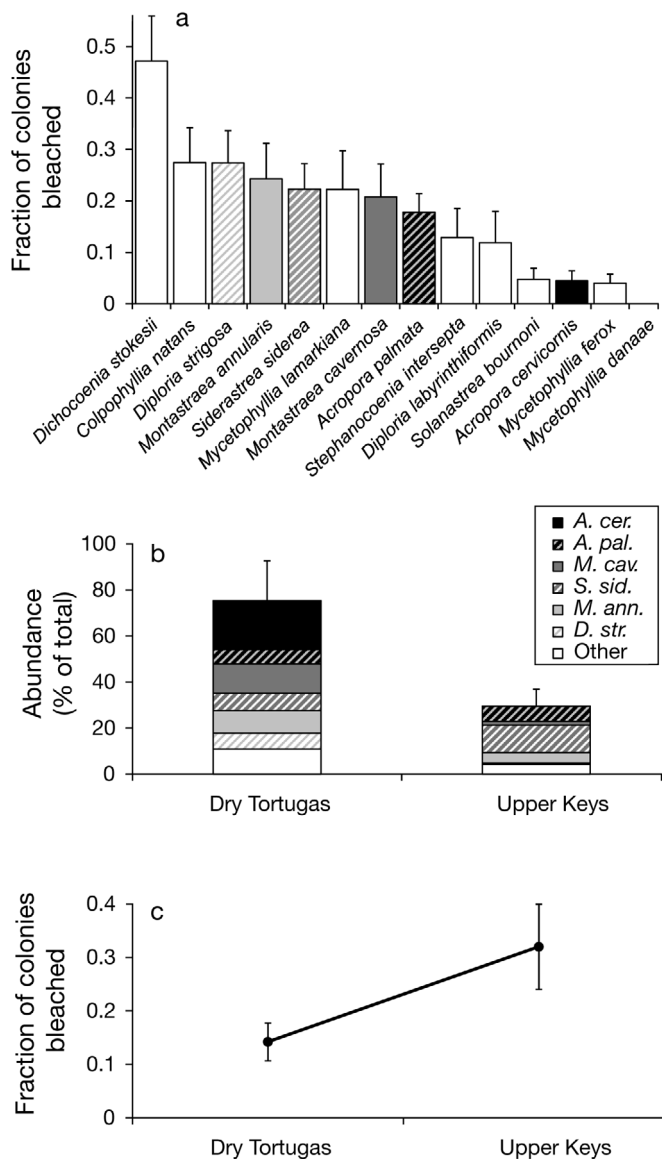 a
Fraction of colonies
bleached
0.5
0.4
0.3
0.2
0.1
0
Dichocoenia stokesii
Colpophyllia natans
Diploria strigosa
Montastraea annularis
Siderastrea siderea
Mycetophyllia lamarkiana
Montastraea cavernosa
Acropora palmata
Stephanocoenia intersepta
Diploria labyrinthiformis
Solanastrea bournoni
Acropora cervicornis
Mycetophyllia ferox
Mycetophyllia danaae
b
Abundance
(% of total)
100
80
60
40
20
0
A. cer.
A. pal.
M. cav.
S. sid.
M. ann.
D. str.
Other
Dry Tortugas
Upper Keys
c
Fraction of colonies
bleached
0.4
0.3
0.2
0.1
0
Dry Tortugas
Upper Keys